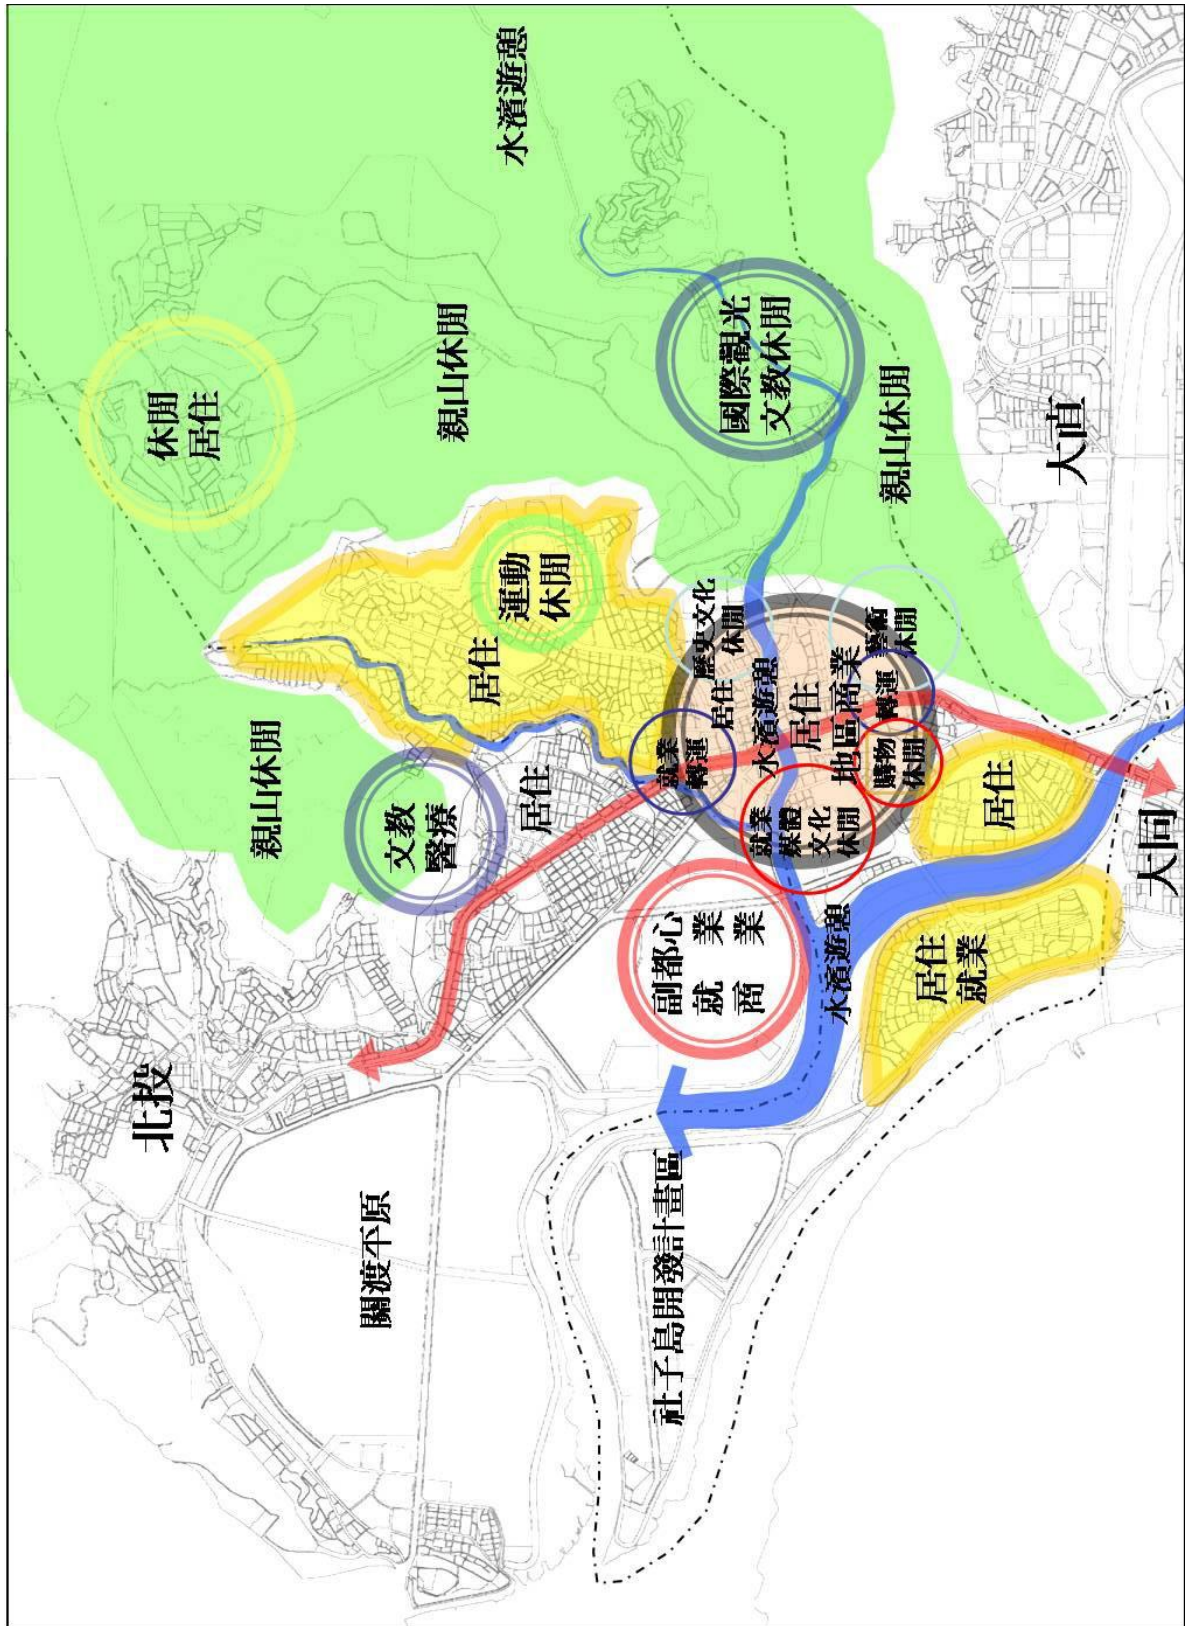 北投
休閒
居住
親山休閒
關渡平原
文教
醫療
親山休閒
居住
水濱遊憩
運動
休閒
居住
社子島開發計畫區
副都心
就業
商業
就業
轉運
歷史文化
休閒
居住
國際觀光
文教休閒
水濱遊憩
就業
媒體
文化
休閒
居住
水濱遊憩
地區商業
購物
休閒
轉運
藝術
休閒
親山休閒
居住
就業
居住
大直
大同